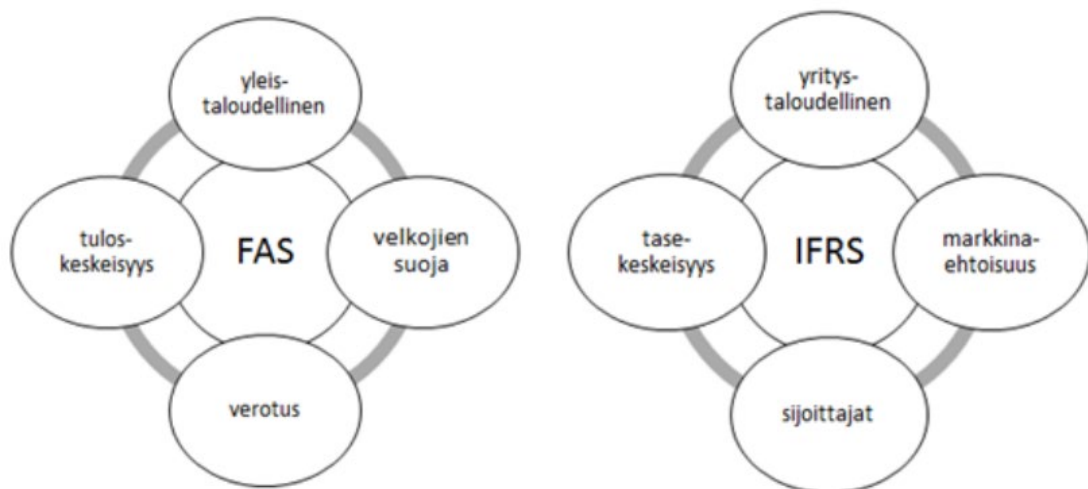 yleis-
taloudellinen
tulos-
keskeisyys
FAS
velkojien
suoja
verotus
yritys-
taloudellinen
tase-
keskeisyys
IFRS
markkina-
ehtoisuus
sijoittajat